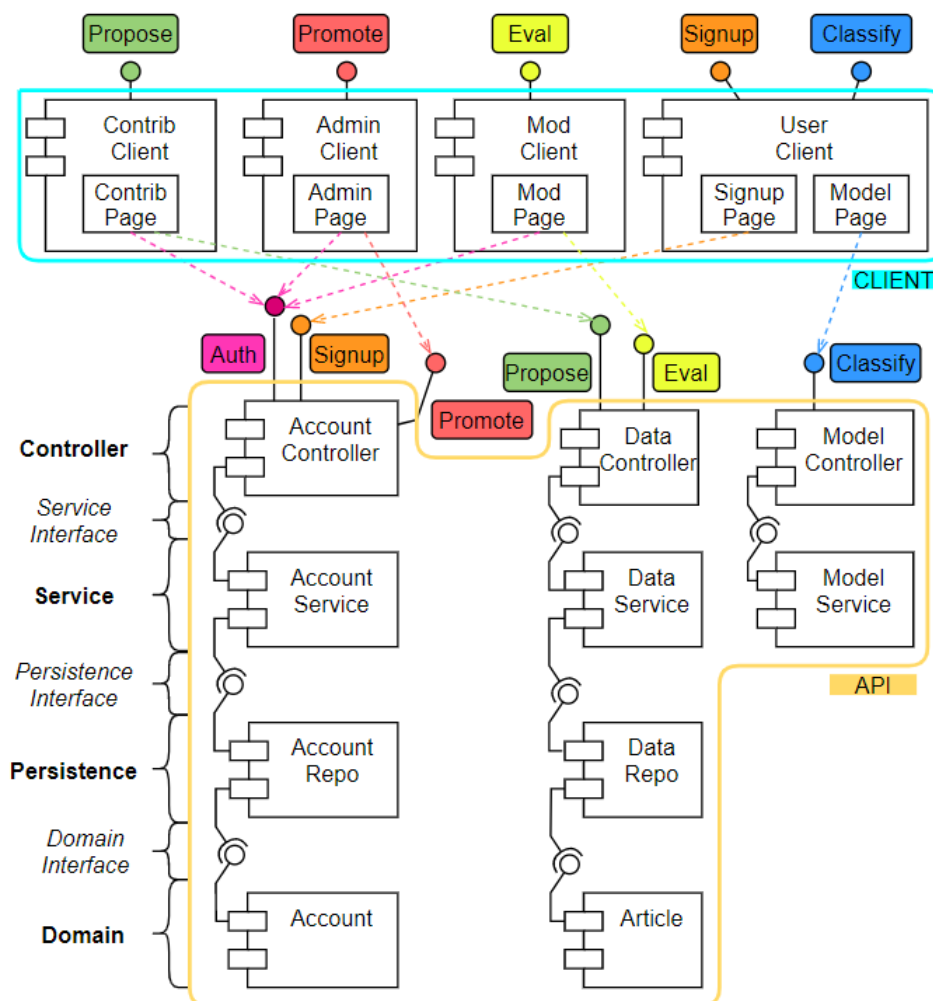 Propose
Promote
Eval
Signup
Classify
Contrib
Client
Admin
Client
Mod
Client
User
Client
Contrib
Page
Admin
Page
Mod
Page
Signup
Page
Model
Page
CLIENT
Auth
Signup
Promote
Propose
Eval
Classify
Controller
Account
Controller
Data
Controller
Model
Controller
Service
Interface
Service
Account
Service
Data
Service
Model
Service
Persistence
Interface
API
Persistence
Account
Repo
Data
Repo
Domain
Interface
Domain
Account
Article